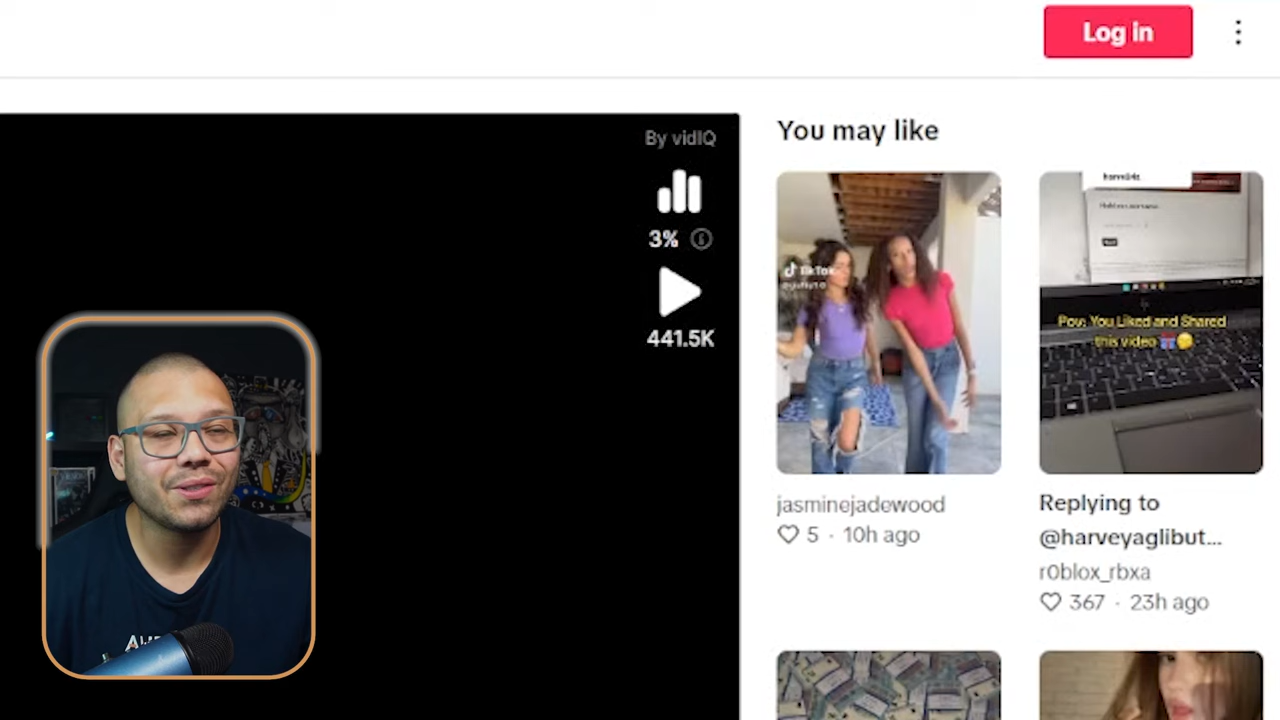 Log in
By vidIQ
3%
441.5K
You may like
TikTok
Pov: You Liked and Shared
this video
jasminejadewood
5 · 10h ago
Replying to
@harveyaglibut...
r0blox_rbxa
367 · 23h ago